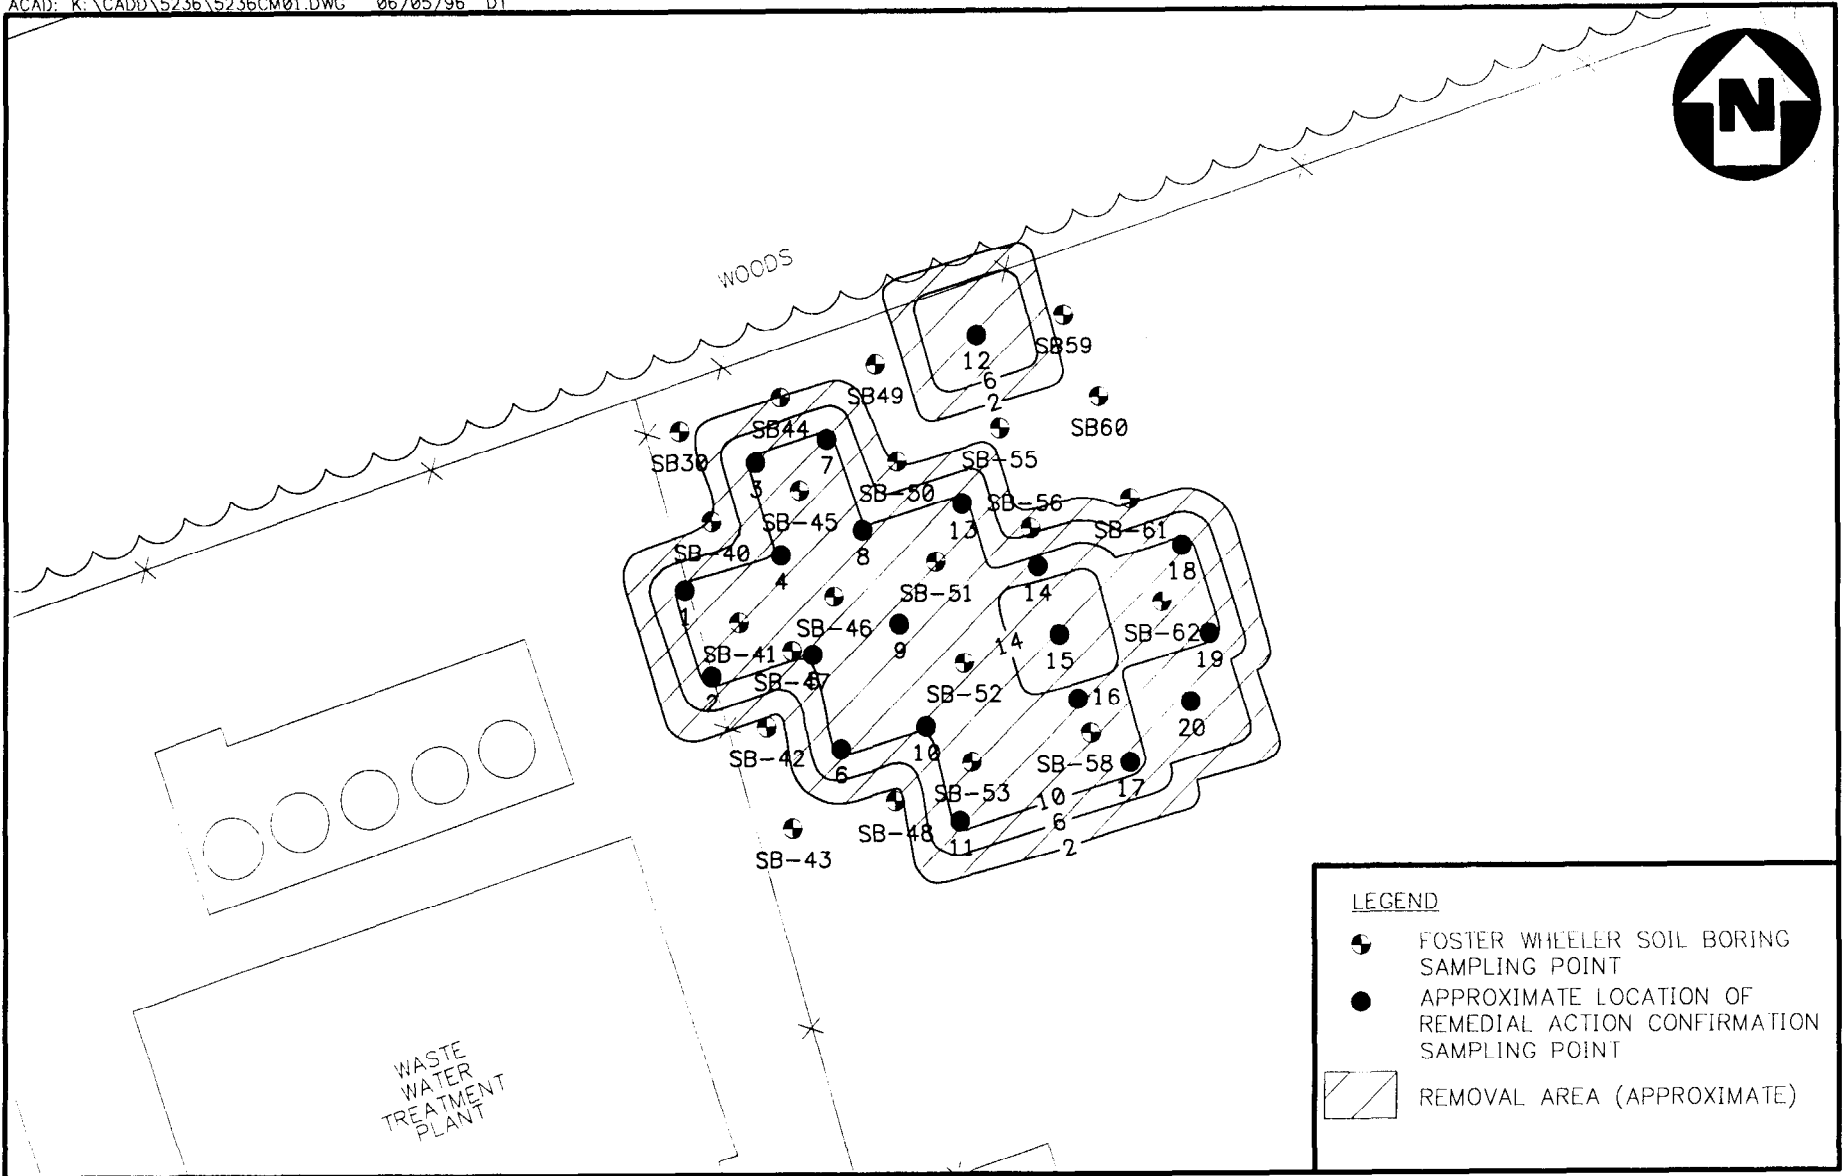 ACAD: K:\CADD\5236\5236CM01.DWG 06/05/96 DT
N
WOODS
12
6
2
SB59
SB49
SB60
SB44
7
SB30
3
SB-55
SB-50
SB-56
SB-45
13
SB-61
SB-40
8
4
14
18
1
SB-51
SB-46
9
14
15
SB-62
19
SB-41
SB-47
5
2
SB-52
16
20
10
SB-42
6
SB-58
17
SB-53
10
SB-48
6
11
2
SB-43
WASTE
WATER
TREATMENT
PLANT
LEGEND
FOSTER WHEELER SOIL BORING
SAMPLING POINT
APPROXIMATE LOCATION OF
REMEDIAL ACTION CONFIRMATION
SAMPLING POINT
REMOVAL AREA (APPROXIMATE)